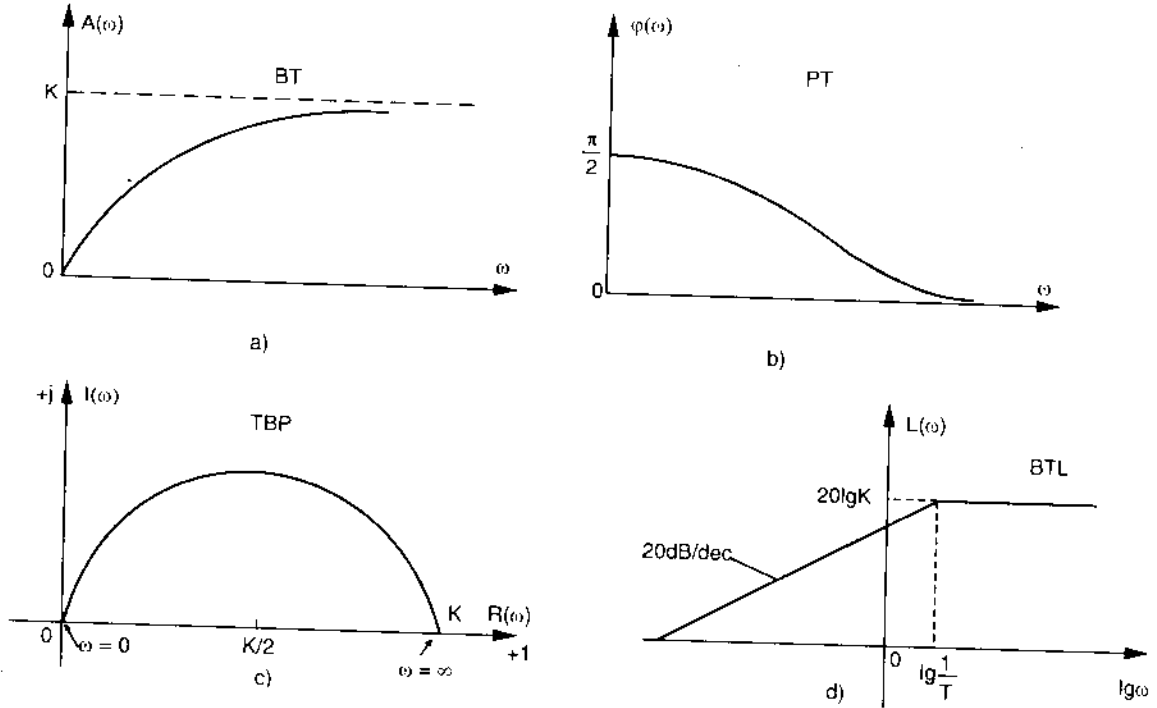 A(ω)
BT
K
0
ω
a)
φ(ω)
PT
π/2
0
ω
b)
+j I(ω)
TBP
0
ω = 0
K/2
K R(ω)
ω = ∞
+1
c)
L(ω)
BTL
20lgK
20dB/dec
0
lg 1/T
lgω
d)